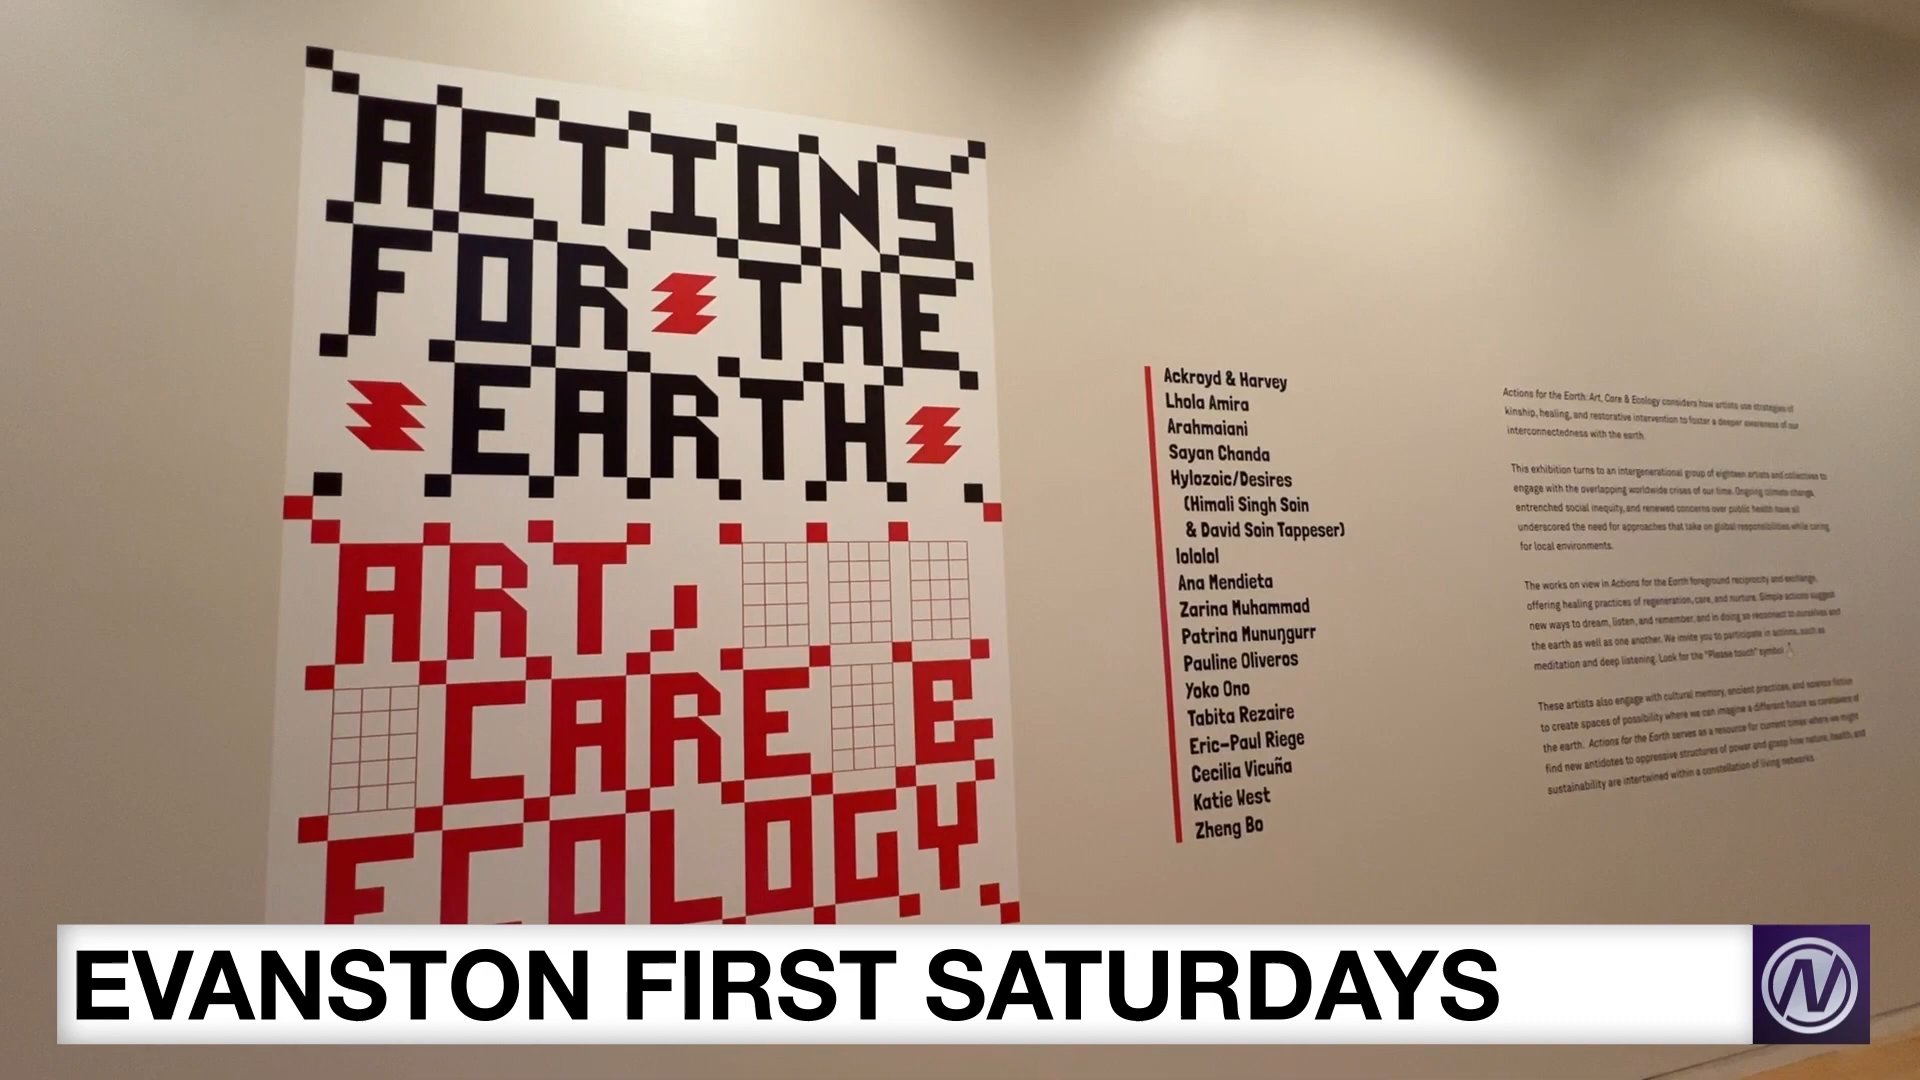 ACTIONS
FOR THE
EARTH
ART,
CARE &
ECOLOGY
Ackroyd & Harvey
Lhola Amira
Arahmaiani
Sayan Chanda
Hylozoic/Desires
(Himali Singh Soin
& David Soin Tappeser)
lololol
Ana Mendieta
Zarina Muhammad
Patrina Munuŋgurr
Pauline Oliveros
Yoko Ono
Tabita Rezaire
Eric-Paul Riege
Cecilia Vicuña
Katie West
Zheng Bo
Actions for the Earth: Art, Care & Ecology considers how artists use strategies of
kinship, healing, and restorative intervention to foster a deeper awareness of our
interconnectedness with the earth.
This exhibition turns to an intergenerational group of eighteen artists and collectives to
engage with the overlapping worldwide crises of our time. Ongoing climate change,
entrenched social inequity, and renewed concerns over public health have all
underscored the need for approaches that take on global responsibilities while caring
for local environments.
The works on view in Actions for the Earth foreground reciprocity and exchange,
offering healing practices of regeneration, care, and nurture. Simple actions suggest
new ways to dream, listen, and remember, and in doing so reconnect to ourselves and
the earth as well as one another. We invite you to participate in actions, such as
meditation and deep listening. Look for the "Please touch" symbol
These artists also engage with cultural memory, ancient practices, and science fiction
to create spaces of possibility where we can imagine a different future as caretakers of
the earth. Actions for the Earth serves as a resource for current times where we might
find new antidotes to oppressive structures of power and grasp how nature, health, and
sustainability are intertwined within a constellation of living networks.
EVANSTON FIRST SATURDAYS
N